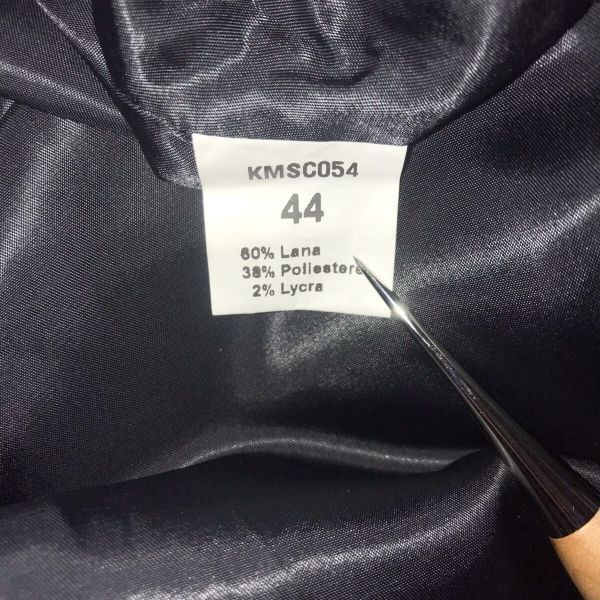 KMSC054
44
60% Lana
38% Poliestere
2% Lycra